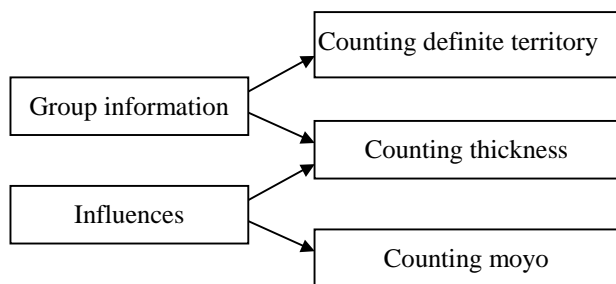 Counting definite territory
Group information
Counting thickness
Influences
Counting moyo